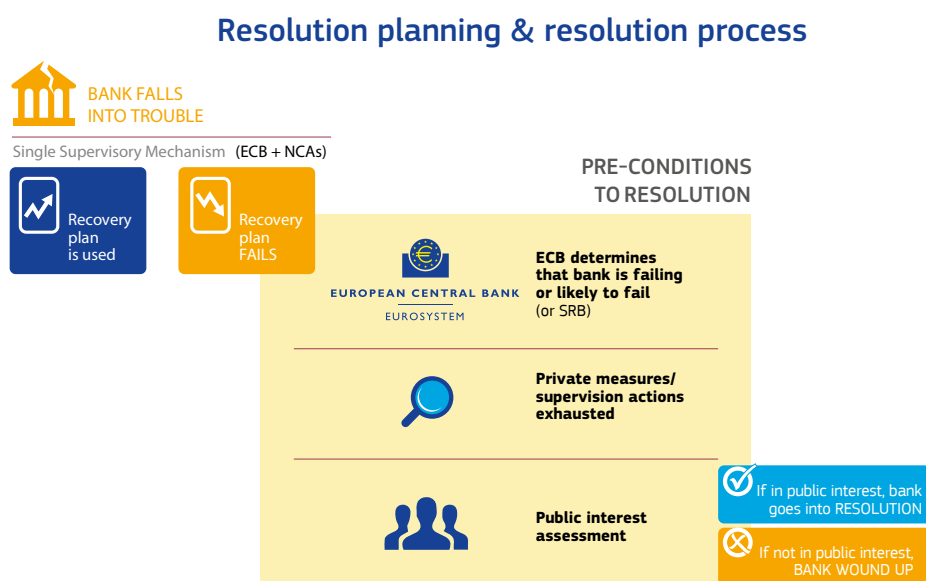 Resolution planning & resolution process
BANK FALLS
INTO TROUBLE
Single Supervisory Mechanism (ECB + NCAs)
Recovery
plan
is used
Recovery
plan
FAILS
PRE-CONDITIONS
TO RESOLUTION
EUROPEAN CENTRAL BANK
EUROSYSTEM
ECB determines
that bank is failing
or likely to fail
(or SRB)
Private measures/
supervision actions
exhausted
Public interest
assessment
If in public interest, bank
goes into RESOLUTION
If not in public interest,
BANK WOUND UP